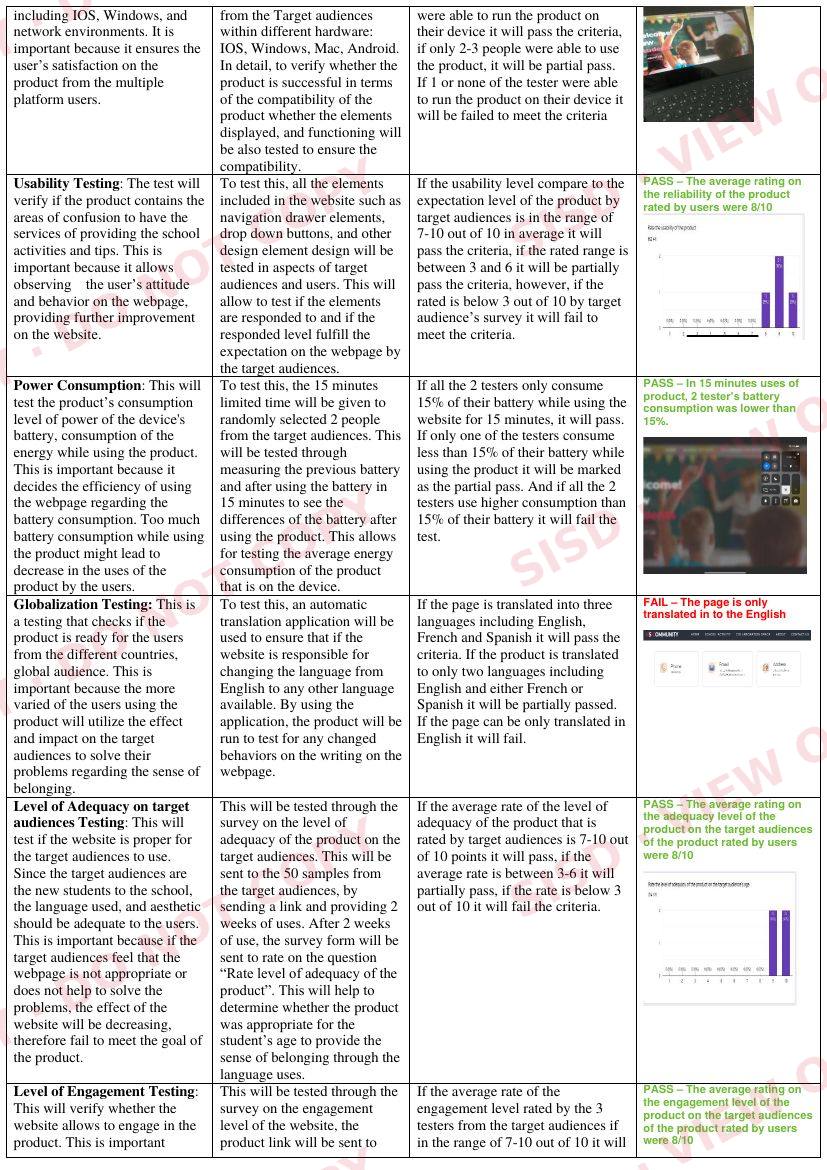 including IOS, Windows, and
network environments. It is
important because it ensures the
user's satisfaction on the
product from the multiple
platform users.
from the Target audiences
within different hardware:
IOS, Windows, Mac, Android.
In detail, to verify whether the
product is successful in terms
of the compatibility of the
product whether the elements
displayed, and functioning will
be also tested to ensure the
compatibility.
were able to run the product on
their device it will pass the criteria,
if only 2-3 people were able to use
the product, it will be partial pass.
If 1 or none of the tester were able
to run the product on their device it
will be failed to meet the criteria
Usability Testing: The test will
verify if the product contains the
areas of confusion to have the
services of providing the school
activities and tips. This is
important because it allows
observing the user's attitude
and behavior on the webpage,
providing further improvement
on the website.
To test this, all the elements
included in the website such as
navigation drawer elements,
drop down buttons, and other
design element design will be
tested in aspects of target
audiences and users. This will
allow to test if the elements
are responded to and if the
responded level fulfill the
expectation on the webpage by
the target audiences.
If the usability level compare to the
expectation level of the product by
target audiences is in the range of
7-10 out of 10 in average it will
pass the criteria, if the rated range is
between 3 and 6 it will be partially
pass the criteria, however, if the
rated is below 3 out of 10 by target
audience's survey it will fail to
meet the criteria.
PASS – The average rating on
the reliability of the product
rated by users were 8/10
Rate the usability of the product
Power Consumption: This will
test the product's consumption
level of power of the device's
battery, consumption of the
energy while using the product.
This is important because it
decides the efficiency of using
the webpage regarding the
battery consumption. Too much
battery consumption while using
the product might lead to
decrease in the uses of the
product by the users.
To test this, the 15 minutes
limited time will be given to
randomly selected 2 people
from the target audiences. This
will be tested through
measuring the previous battery
and after using the battery in
15 minutes to see the
differences of the battery after
using the product. This allows
for testing the average energy
consumption of the product
that is on the device.
If all the 2 testers only consume
15% of their battery while using the
website for 15 minutes, it will pass.
If only one of the testers consume
less than 15% of their battery while
using the product it will be marked
as the partial pass. And if all the 2
testers use higher consumption than
15% of their battery it will fail the
test.
PASS – In 15 minutes uses of
product, 2 tester's battery
consumption was lower than
15%.
Globalization Testing: This is
a testing that checks if the
product is ready for the users
from the different countries,
global audience. This is
important because the more
varied of the users using the
product will utilize the effect
and impact on the target
audiences to solve their
problems regarding the sense of
belonging.
To test this, an automatic
translation application will be
used to ensure that if the
website is responsible for
changing the language from
English to any other language
available. By using the
application, the product will be
run to test for any changed
behaviors on the writing on the
webpage.
If the page is translated into three
languages including English,
French and Spanish it will pass the
criteria. If the product is translated
to only two languages including
English and either French or
Spanish it will be partially passed.
If the page can be only translated in
English it will fail.
FAIL – The page is only
translated in to the English
HOME SCHOOL ACTIVITY COLLABORATION SPACE ABOUT CONTACT US
Phone
Email
Address
Level of Adequacy on target
audiences Testing: This will
test if the website is proper for
the target audiences to use.
Since the target audiences are
the new students to the school,
the language used, and aesthetic
should be adequate to the users.
This is important because if the
target audiences feel that the
webpage is not appropriate or
does not help to solve the
problems, the effect of the
website will be decreasing,
therefore fail to meet the goal of
the product.
This will be tested through the
survey on the level of
adequacy of the product on the
target audiences. This will be
sent to the 50 samples from
the target audiences, by
sending a link and providing 2
weeks of uses. After 2 weeks
of use, the survey form will be
sent to rate on the question
“Rate level of adequacy of the
product”. This will help to
determine whether the product
was appropriate for the
student's age to provide the
sense of belonging through the
language uses.
If the average rate of the level of
adequacy of the product that is
rated by target audiences is 7-10 out
of 10 points it will pass, if the
average rate is between 3-6 it will
partially pass, if the rate is below 3
out of 10 it will fail the criteria.
PASS – The average rating on
the adequacy level of the
product on the target audiences
of the product rated by users
were 8/10
Rate the level of adequacy of the product on the target audience's age
Level of Engagement Testing:
This will verify whether the
website allows to engage in the
product. This is important
This will be tested through the
survey on the engagement
level of the website, the
product link will be sent to
If the average rate of the
engagement level rated by the 3
testers from the target audiences if
in the range of 7-10 out of 10 it will
PASS – The average rating on
the engagement level of the
product on the target audiences
of the product rated by users
were 8/10